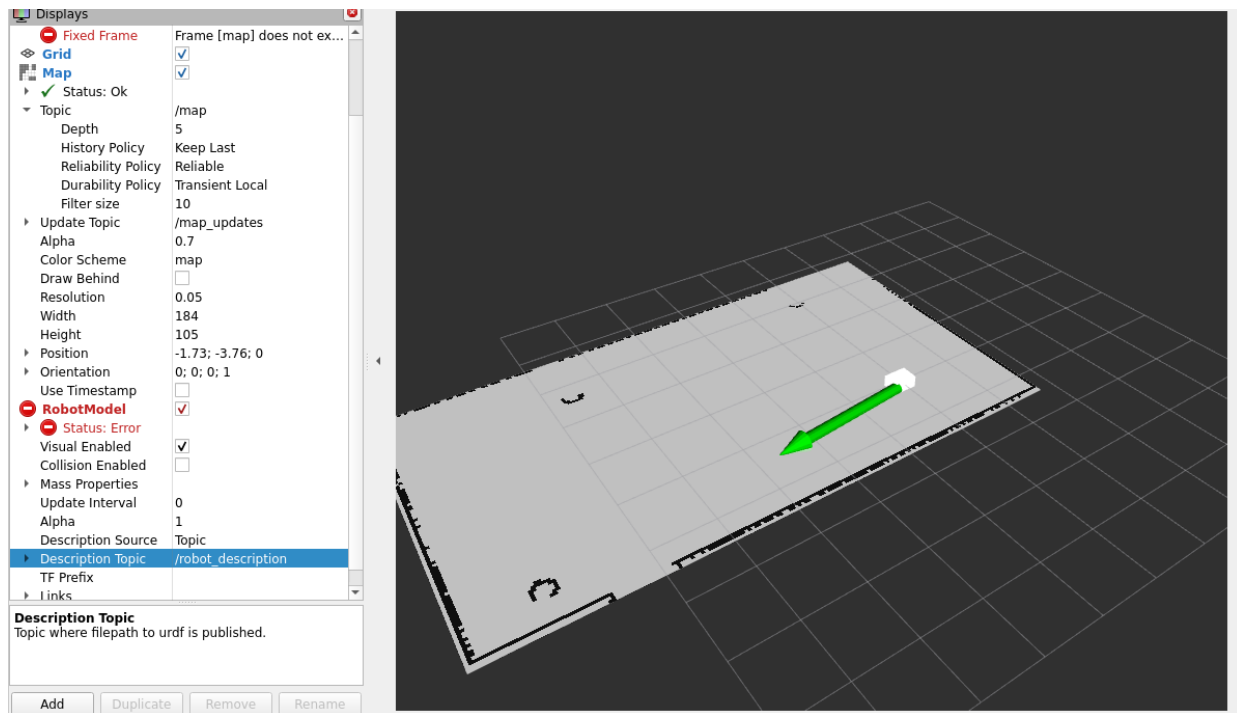 Displays
Fixed Frame Frame [map] does not ex...
Grid
Map
Status: Ok
Topic /map
Depth 5
History Policy Keep Last
Reliability Policy Reliable
Durability Policy Transient Local
Filter size 10
Update Topic /map_updates
Alpha 0.7
Color Scheme map
Draw Behind
Resolution 0.05
Width 184
Height 105
Position -1.73; -3.76; 0
Orientation 0; 0; 0; 1
Use Timestamp
RobotModel
Status: Error
Visual Enabled
Collision Enabled
Mass Properties
Update Interval 0
Alpha 1
Description Source Topic
Description Topic /robot_description
TF Prefix
Links
Description Topic
Topic where filepath to urdf is published.
Add Duplicate Remove Rename